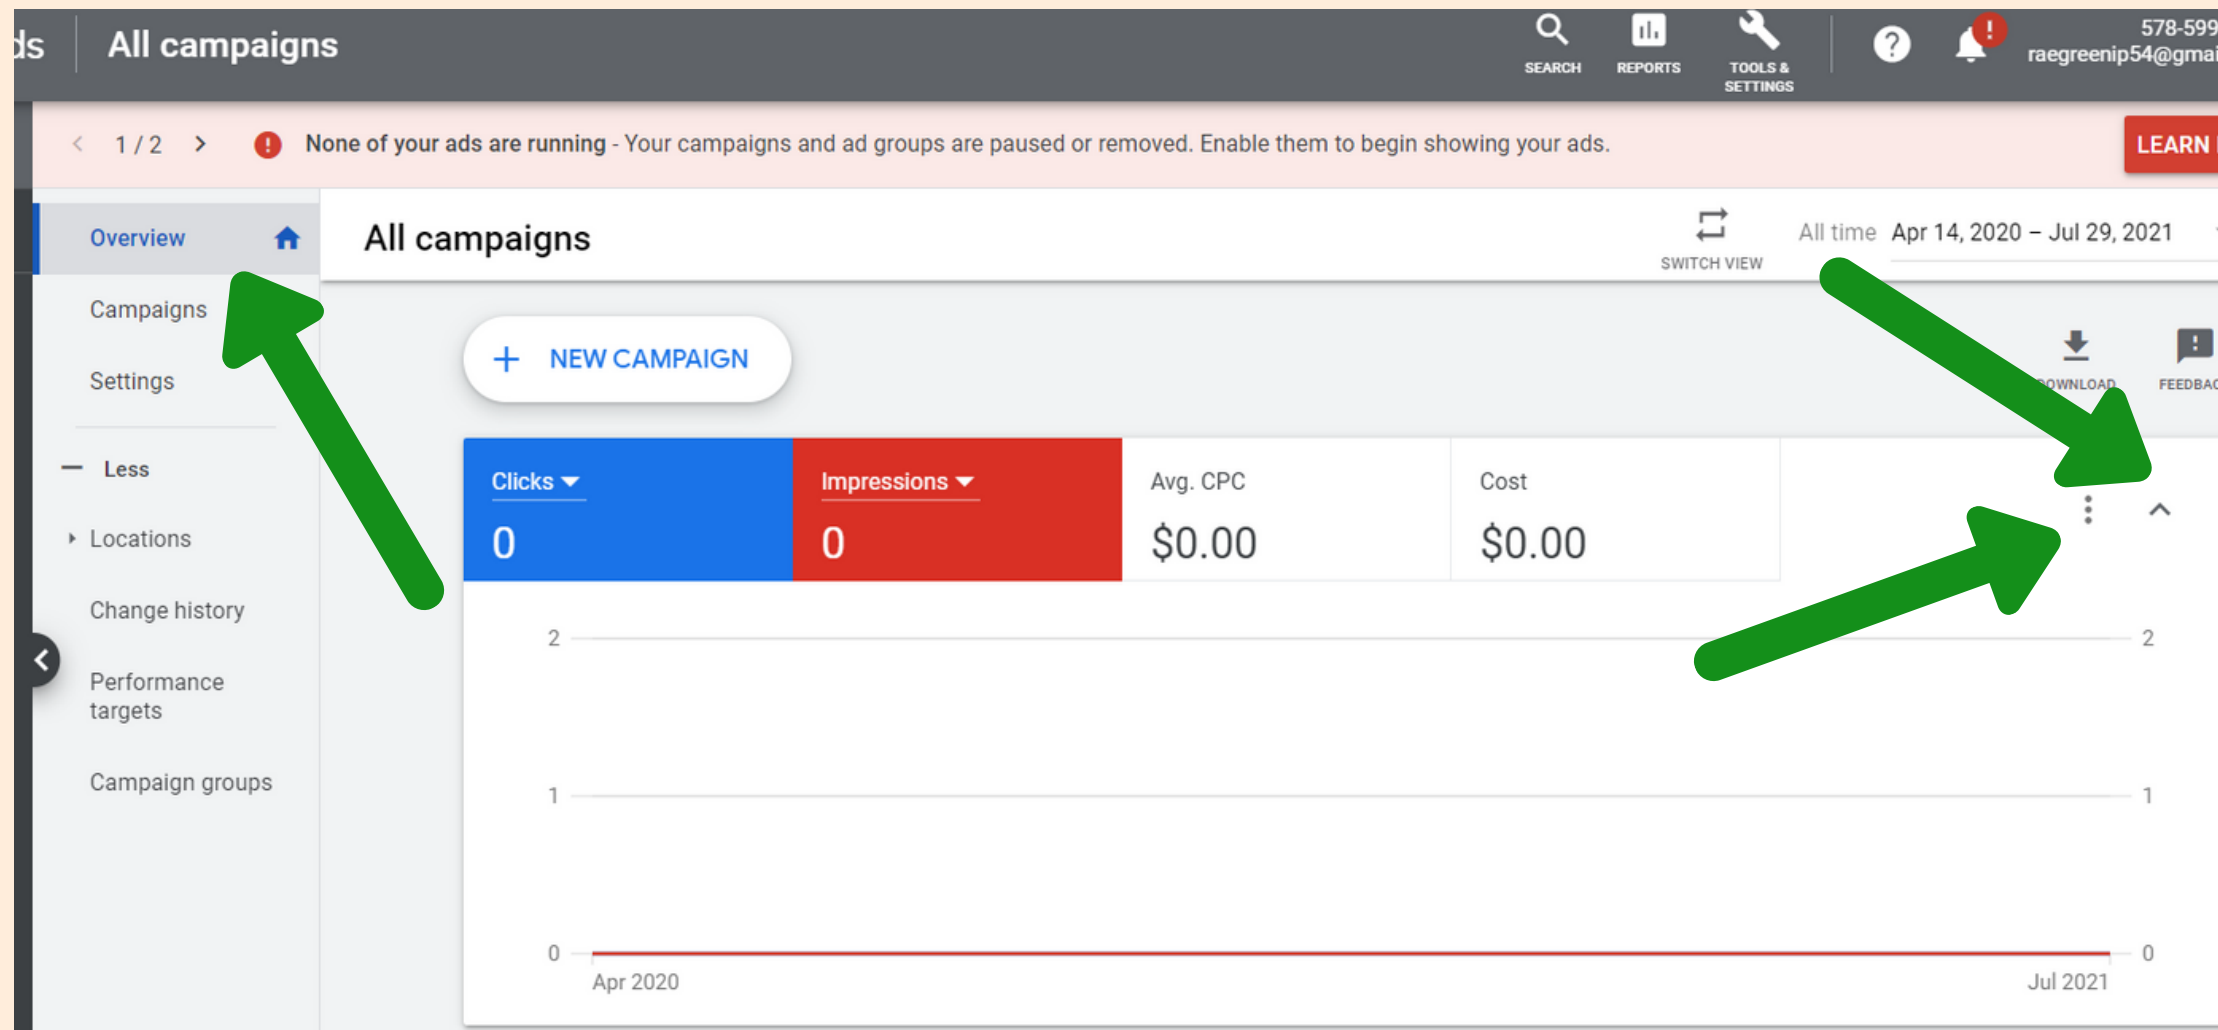 ds All campaigns
SEARCH
REPORTS
TOOLS &
SETTINGS
578-599
raegreenip54@gmai
1 / 2
None of your ads are running - Your campaigns and ad groups are paused or removed. Enable them to begin showing your ads.
LEARN
Overview
Campaigns
Settings
Less
Locations
Change history
Performance
targets
Campaign groups
All campaigns
SWITCH VIEW
All time Apr 14, 2020 – Jul 29, 2021
+ NEW CAMPAIGN
DOWNLOAD
FEEDBAC
Clicks
0
Impressions
0
Avg. CPC
$0.00
Cost
$0.00
2 2
1 1
0 0
Apr 2020 Jul 2021